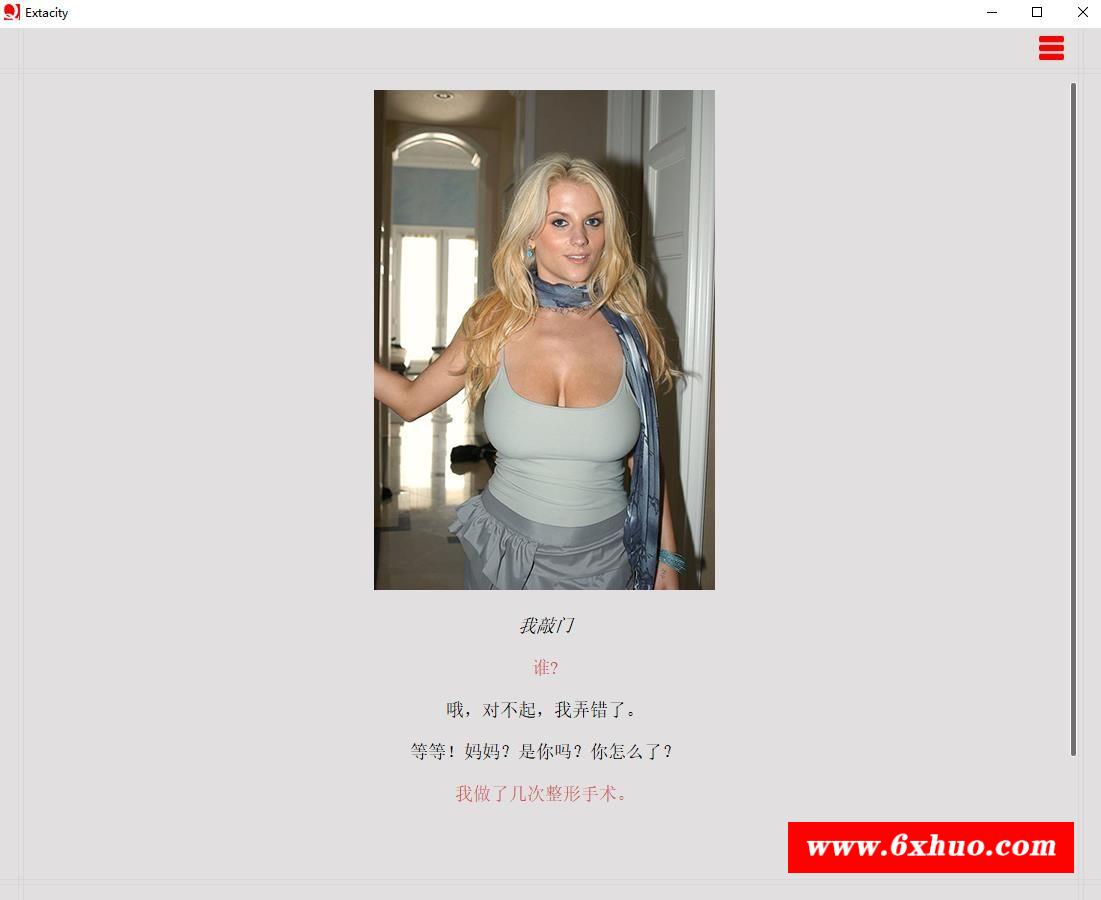 Extacity
我敲门
谁?
哦，对不起，我弄错了。
等等！妈妈？是你吗？你怎么了？
我做了几次整形手术。
www.6xhuo.com